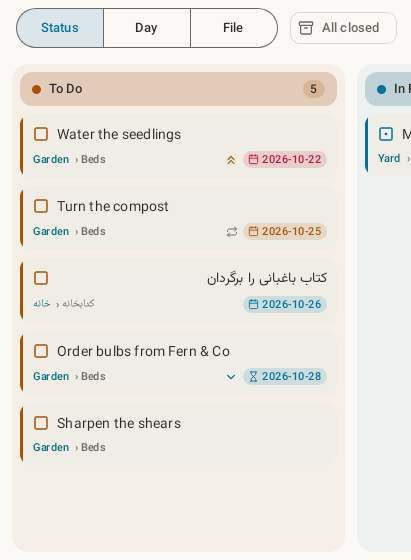 Status Day File All closed
To Do 5
Water the seedlings
Garden › Beds 2026-10-22
Turn the compost
Garden › Beds 2026-10-25
کتاب باغبانی را برگردان
خانه › کتابخانه 2026-10-26
Order bulbs from Fern & Co
Garden › Beds 2026-10-28
Sharpen the shears
Garden › Beds
In
Yard ›